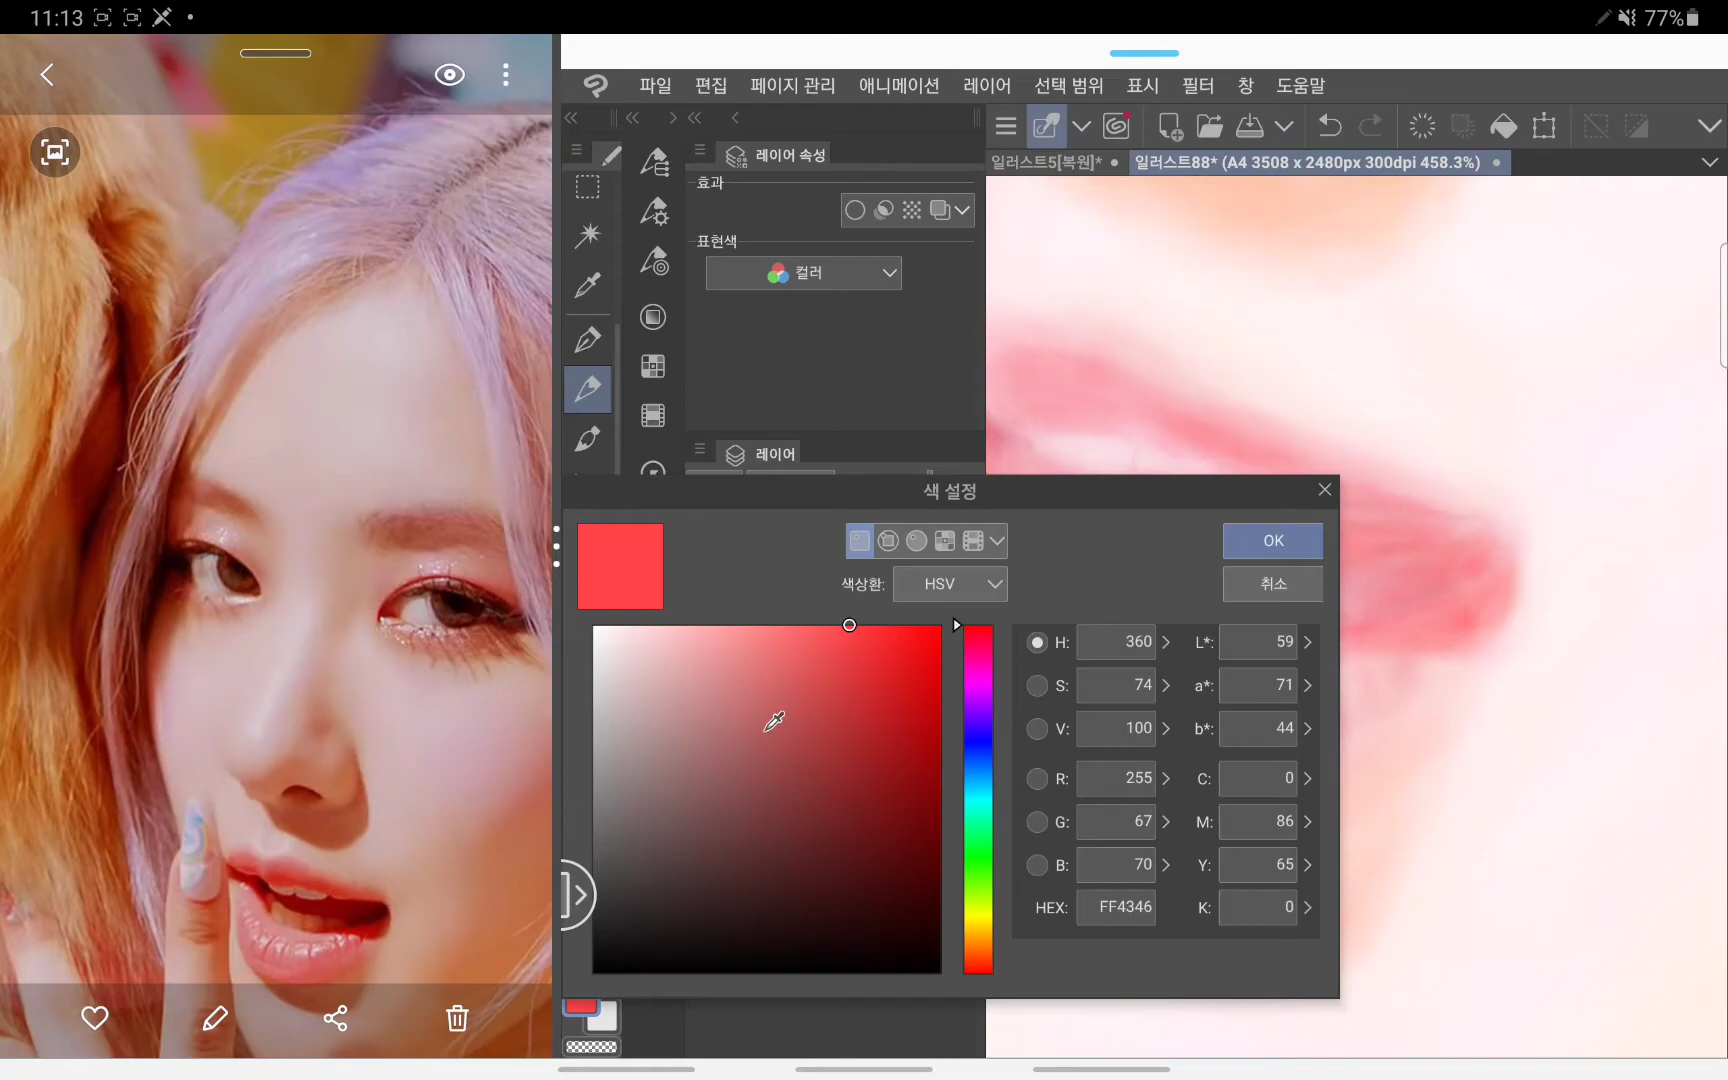 11:13
77%
파일 편집 페이지 관리 애니메이션 레이어 선택 범위 표시 필터 창 도움말
레이어 속성
일러스트5[복원]* 일러스트88* (A4 3508 x 2480px 300dpi 458.3%)
효과
표현색
컬러
레이어
색 설정
OK
색상환: HSV
취소
H: 360 L*: 59
S: 74 a*: 71
V: 100 b*: 44
R: 255 C: 0
G: 67 M: 86
B: 70 Y: 65
HEX: FF4346 K: 0